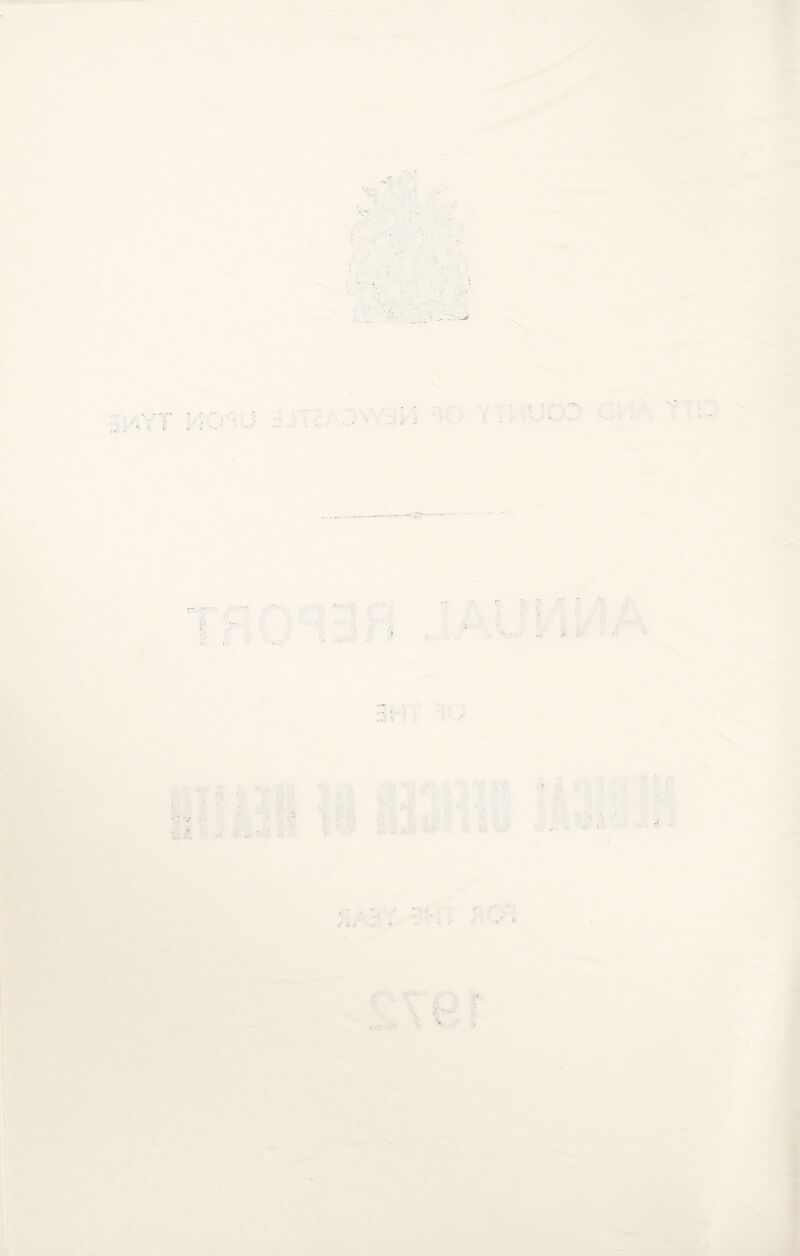 CITY AND COUNTY OF NEWCASTLE UPON TYNE
ANNUAL REPORT
OF THE
MEDICAL OFFICER OF HEALTH
FOR THE YEAR
1972